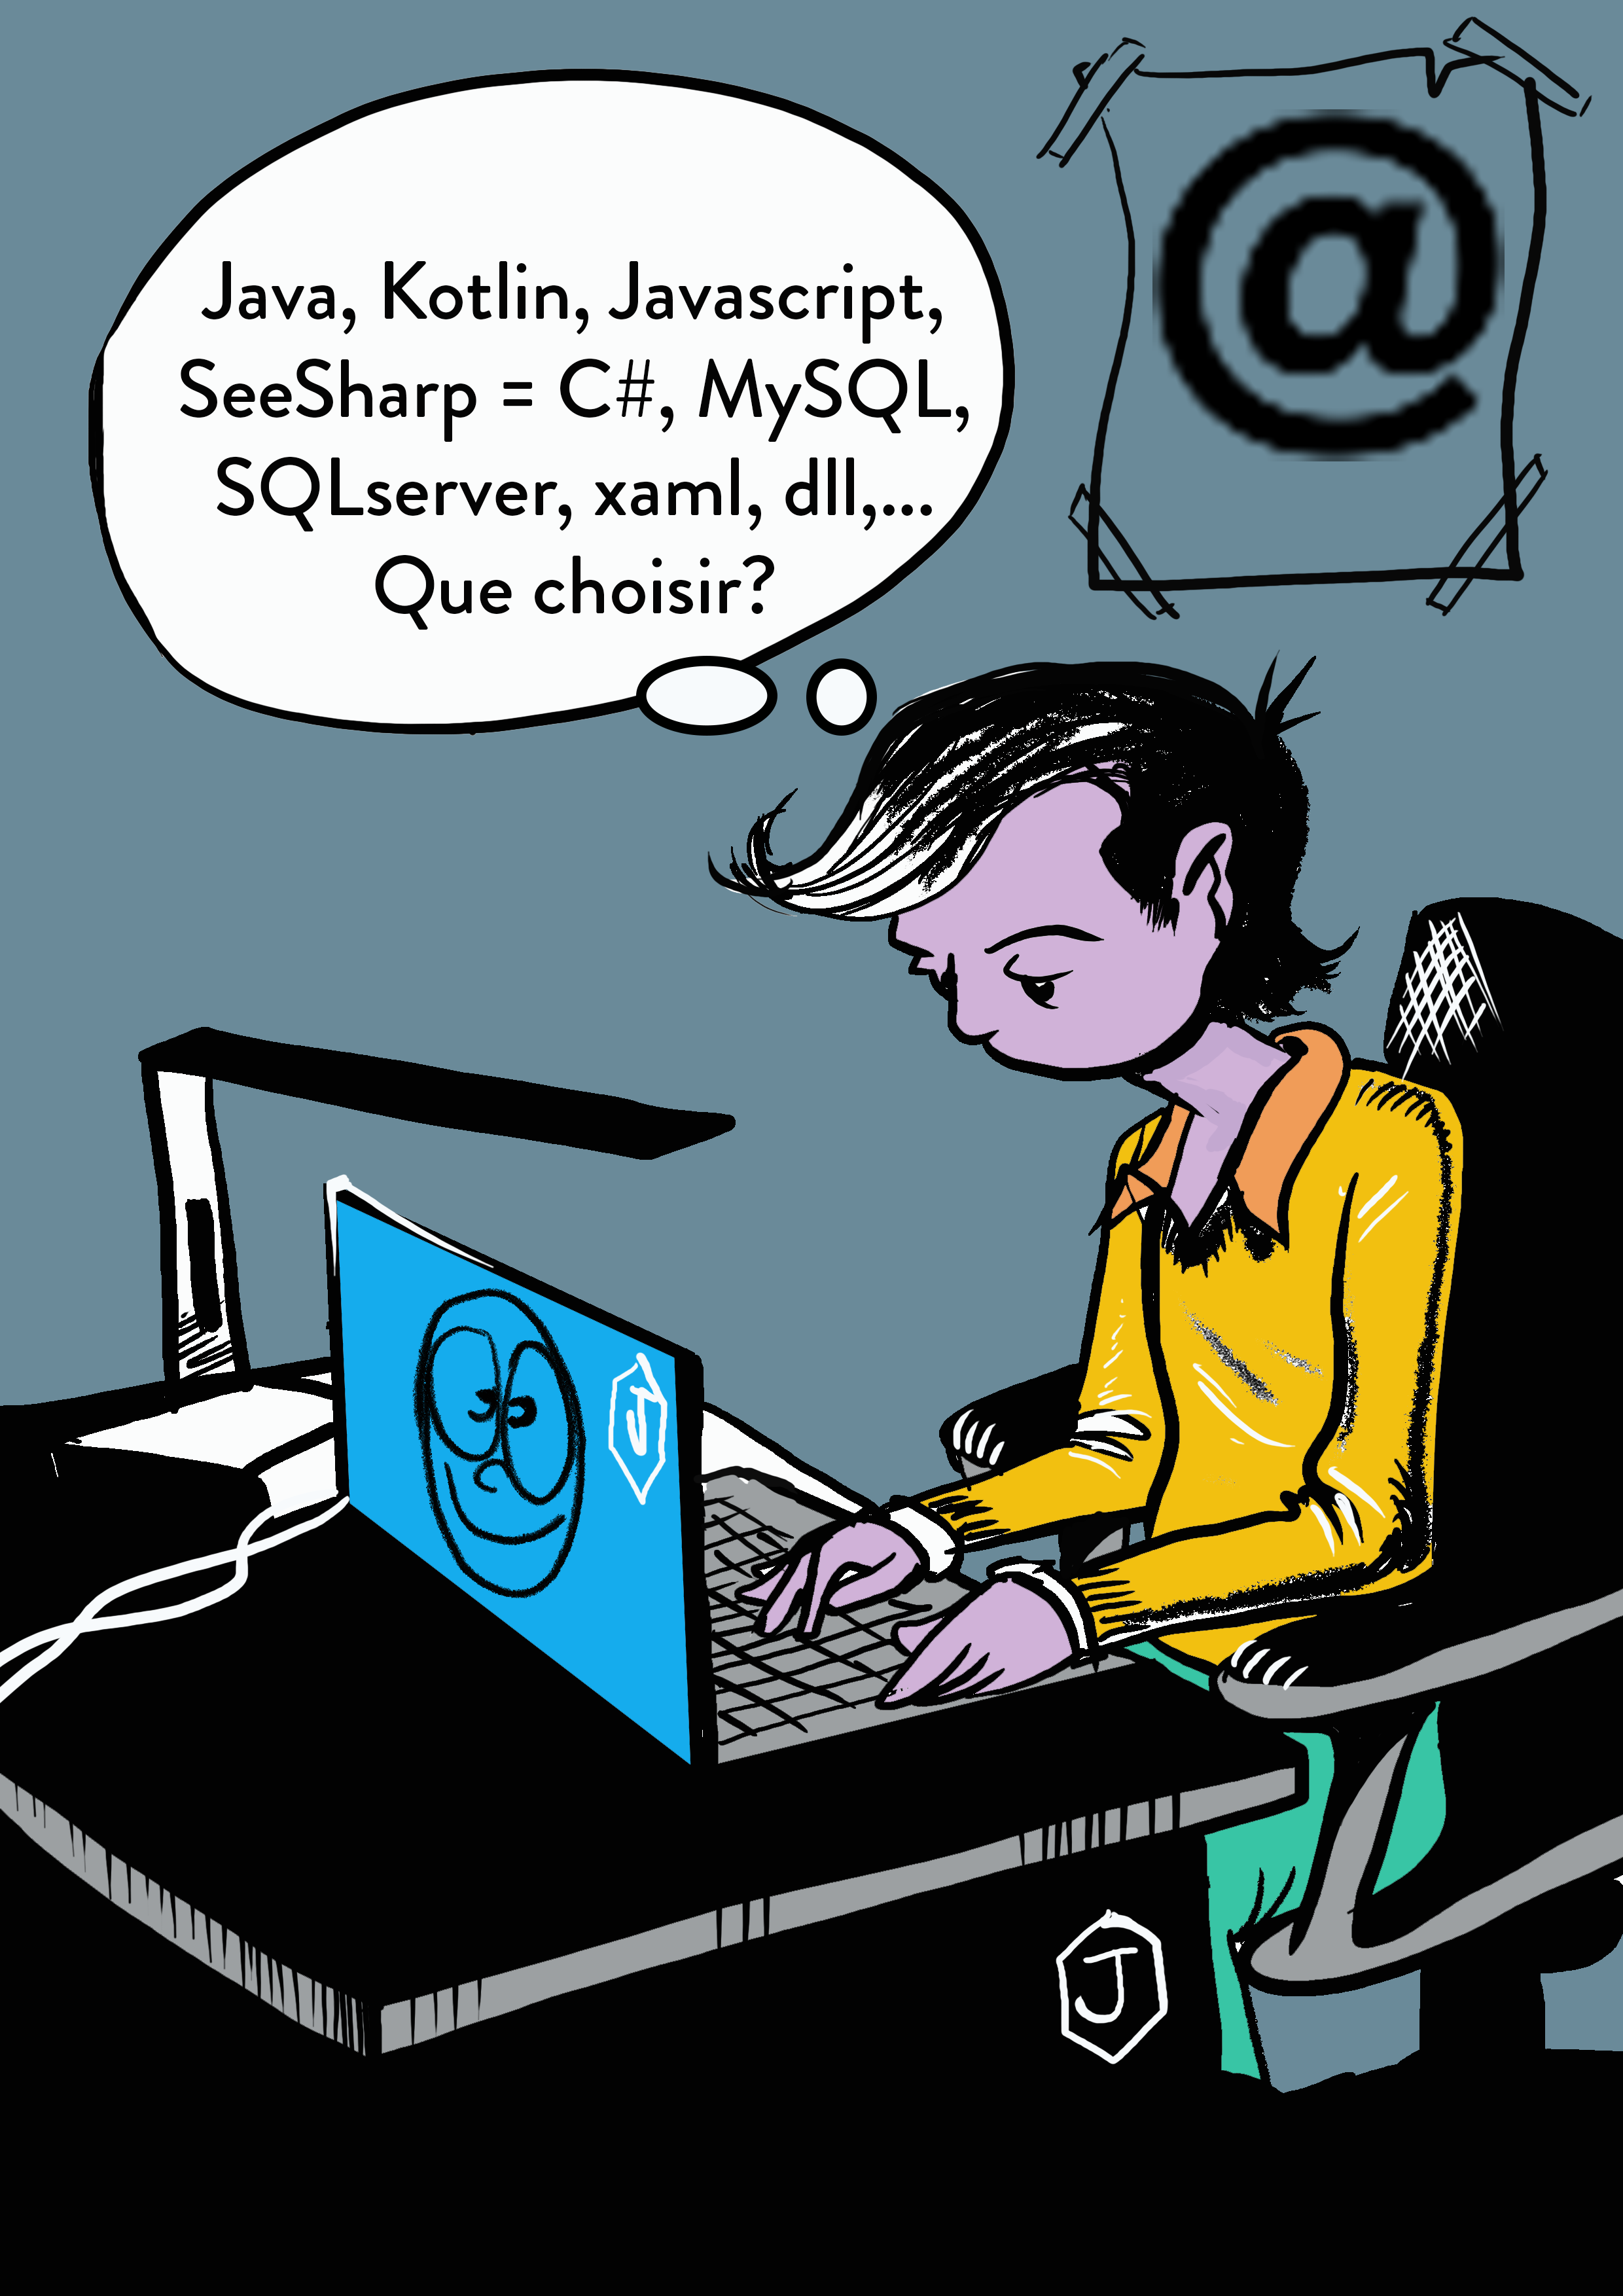 Java, Kotlin, Javascript,
SeeSharp = C#, MySQL,
SQLserver, xaml, dll,...
Que choisir?
@
J
J